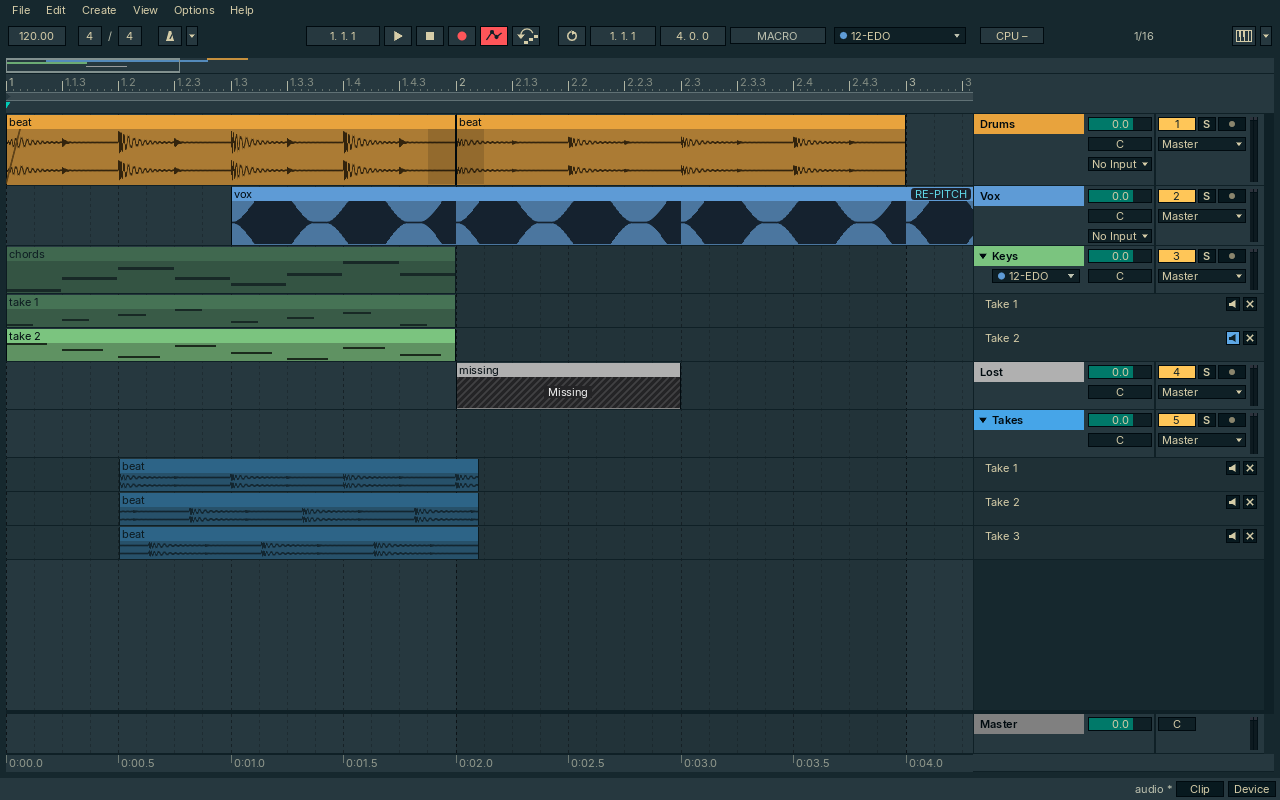 File Edit Create View Options Help
120.00 4 / 4 1. 1. 1 1. 1. 1 4. 0. 0 MACRO 12-EDO CPU – 1/16
1 1.1.3 1.2 1.2.3 1.3 1.3.3 1.4 1.4.3 2 2.1.3 2.2 2.2.3 2.3 2.3.3 2.4 2.4.3 3 3
beat beat Drums 0.0 1 S
C Master
No Input
vox RE-PITCH Vox 0.0 2 S
C Master
No Input
chords Keys 0.0 3 S
12-EDO C
take 1 Take 1
take 2 Take 2
missing Lost 0.0 4 S
Missing C Master
Takes 0.0 5 S
C Master
beat Take 1
beat Take 2
beat Take 3
Master 0.0 C
0:00.0 0:00.5 0:01.0 0:01.5 0:02.0 0:02.5 0:03.0 0:03.5 0:04.0
audio * Clip Device